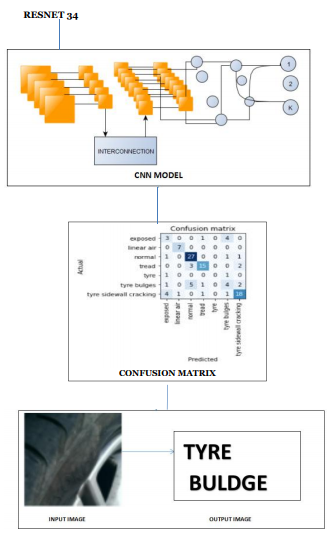 RESNET 34
1
2
K
INTERCONNECTION
CNN MODEL
Confusion matrix
Actual
exposed 3 0 0 1 0 4 0
linear air 0 7 0 0 0 0 0
normal 1 0 27 0 0 1 1
tread 0 0 3 15 0 0 2
tyre 1 0 0 0 0 1 0
tyre bulges 1 0 5 1 0 4 2
tyre sidewall cracking 4 1 0 1 0 1
exposed
linear air
normal
tread
tyre
tyre bulges
tyre sidewall cracking
Predicted
CONFUSION MATRIX
TYRE
BULDGE
INPUT IMAGE
OUTPUT IMAGE